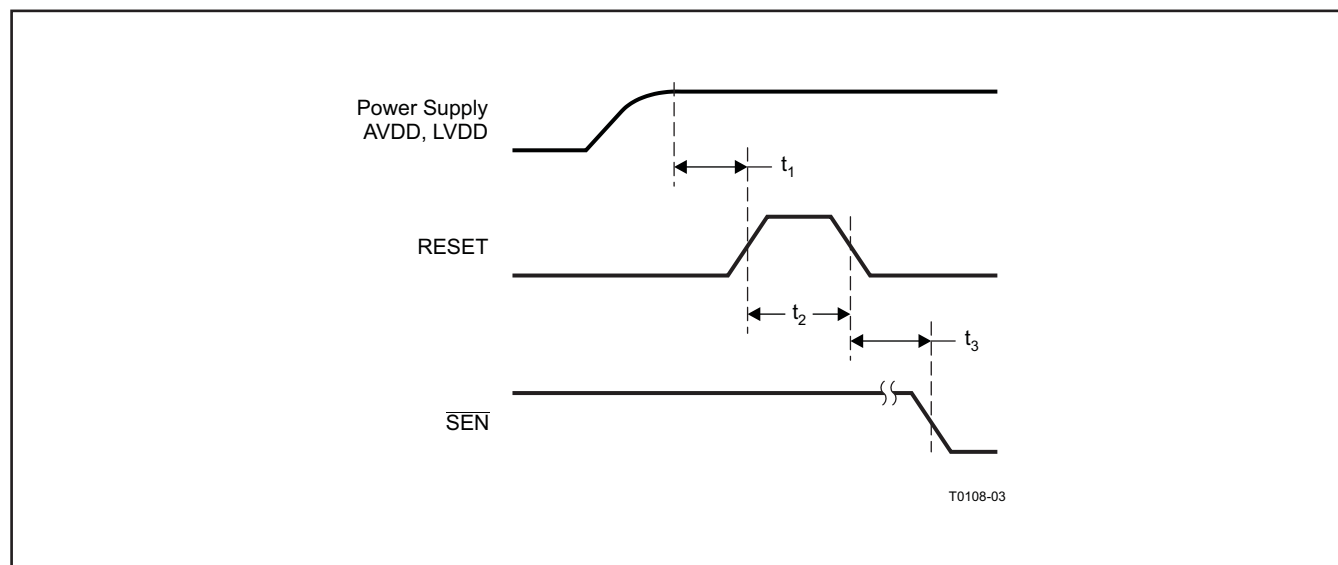 Power Supply
AVDD, LVDD
t1
RESET
t2
t3
SEN
T0108-03